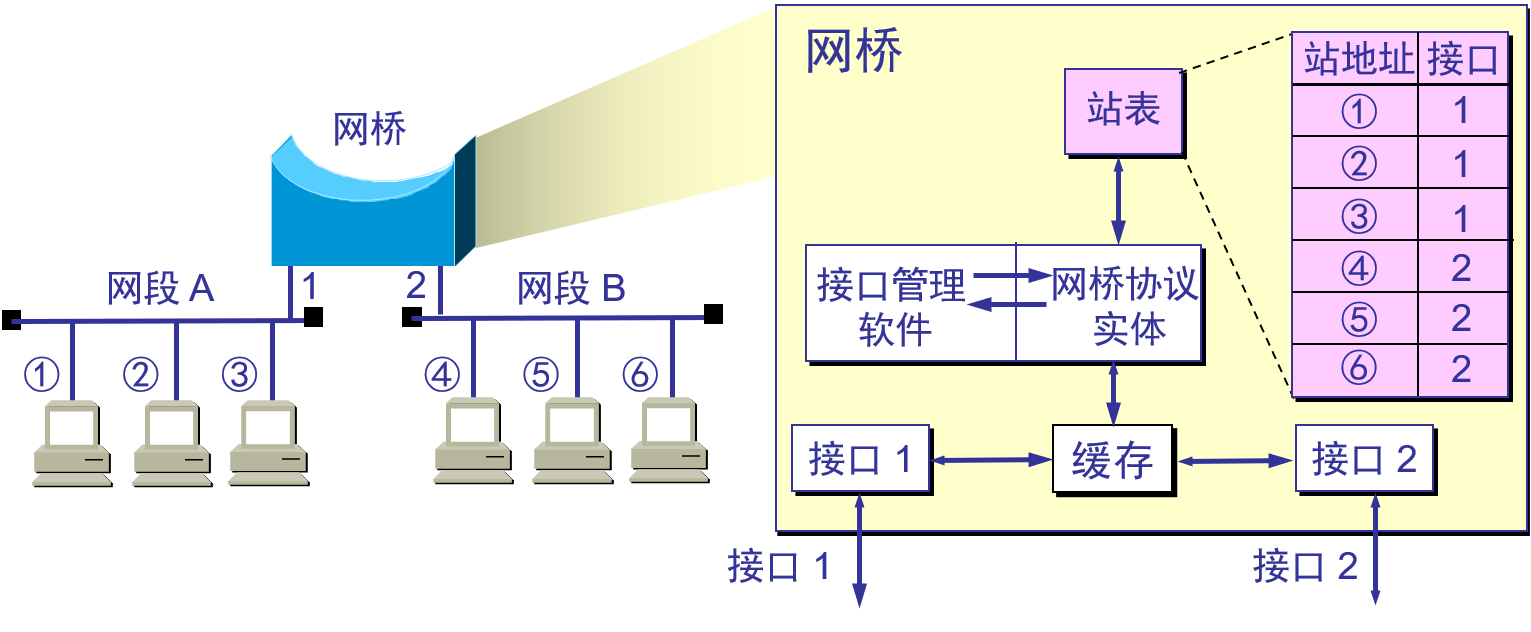 网桥
1
2
网段 A
网段 B
①
②
③
④
⑤
⑥
网桥
站表
站地址 接口
① 1
② 1
③ 1
④ 2
⑤ 2
⑥ 2
接口管理
软件
网桥协议
实体
接口 1
缓存
接口 2
接口 1
接口 2